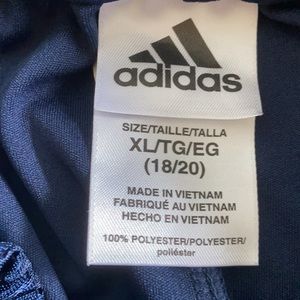 adidas
SIZE/TAILLE/TALLA
XL/TG/EG
(18/20)
MADE IN VIETNAM
FABRIQUÉ AU VIETNAM
HECHO EN VIETNAM
100% POLYESTER/POLYESTER/
poliéster